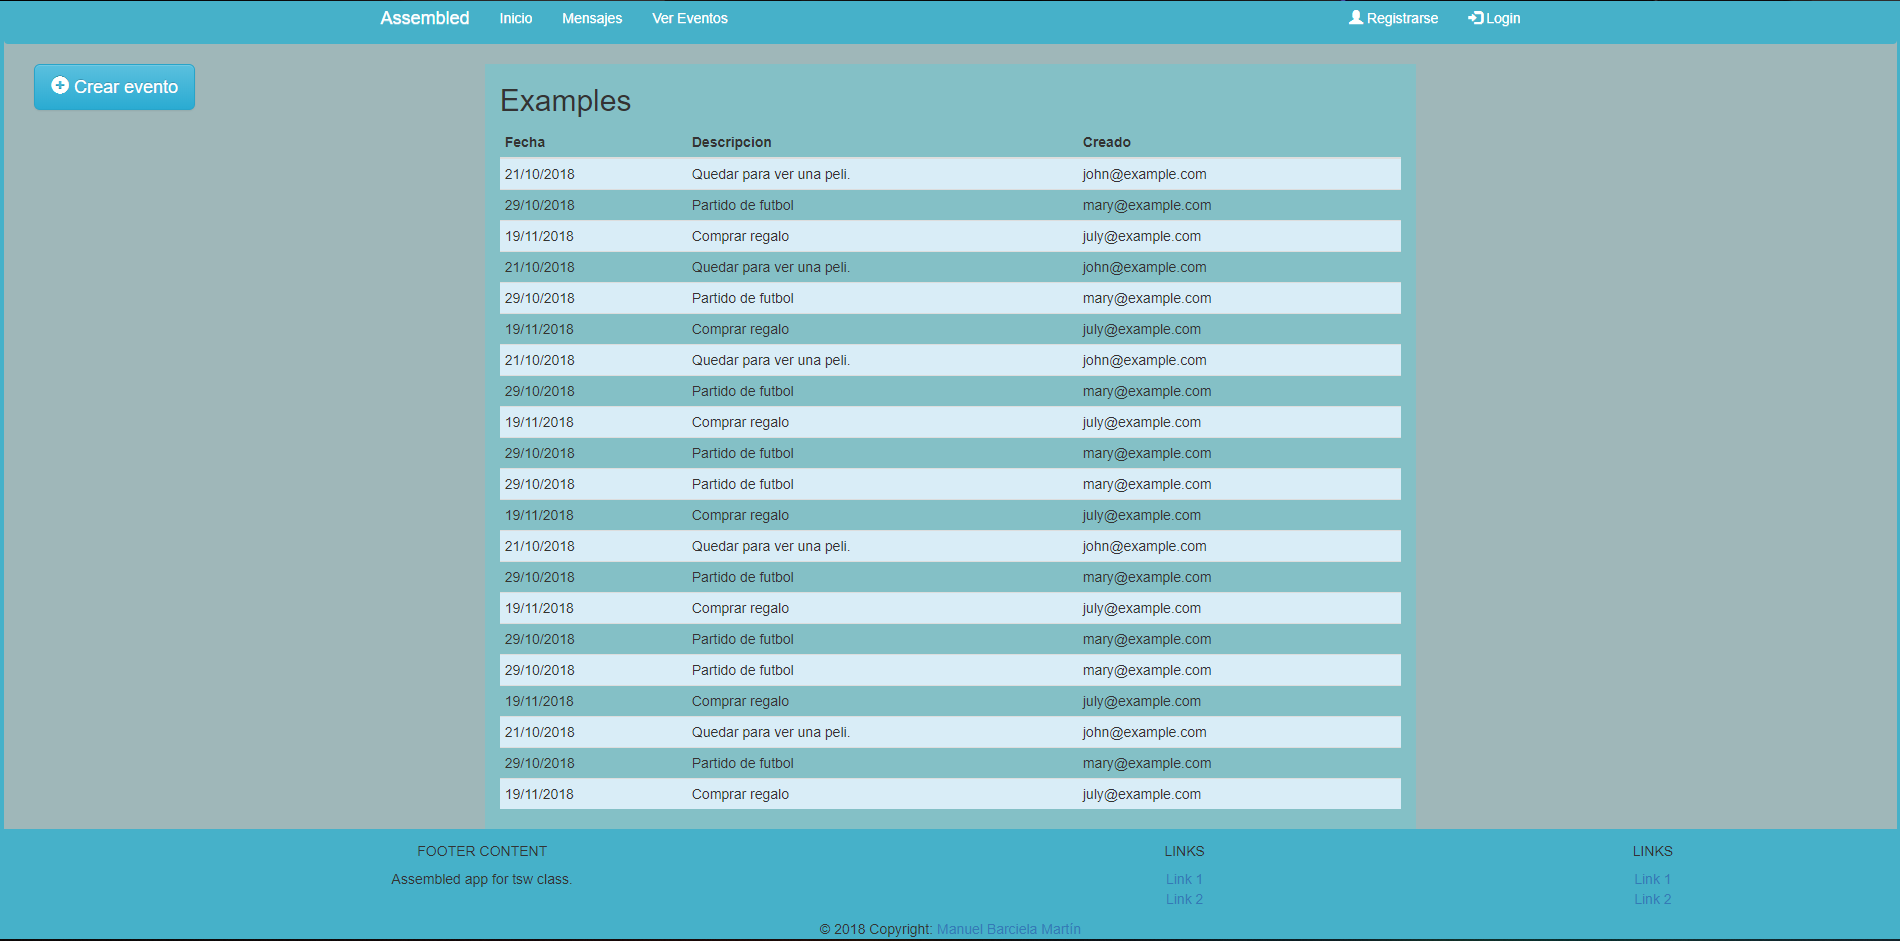 Assembled Inicio Mensajes Ver Eventos Registrarse Login
Crear evento
Examples
Fecha Descripcion Creado
21/10/2018 Quedar para ver una peli. john@example.com
29/10/2018 Partido de futbol mary@example.com
19/11/2018 Comprar regalo july@example.com
21/10/2018 Quedar para ver una peli. john@example.com
29/10/2018 Partido de futbol mary@example.com
19/11/2018 Comprar regalo july@example.com
21/10/2018 Quedar para ver una peli. john@example.com
29/10/2018 Partido de futbol mary@example.com
19/11/2018 Comprar regalo july@example.com
29/10/2018 Partido de futbol mary@example.com
29/10/2018 Partido de futbol mary@example.com
19/11/2018 Comprar regalo july@example.com
21/10/2018 Quedar para ver una peli. john@example.com
29/10/2018 Partido de futbol mary@example.com
19/11/2018 Comprar regalo july@example.com
29/10/2018 Partido de futbol mary@example.com
29/10/2018 Partido de futbol mary@example.com
19/11/2018 Comprar regalo july@example.com
21/10/2018 Quedar para ver una peli. john@example.com
29/10/2018 Partido de futbol mary@example.com
19/11/2018 Comprar regalo july@example.com
FOOTER CONTENT LINKS LINKS
Assembled app for tsw class. Link 1 Link 1
Link 2 Link 2
© 2018 Copyright: Manuel Barciela Martín